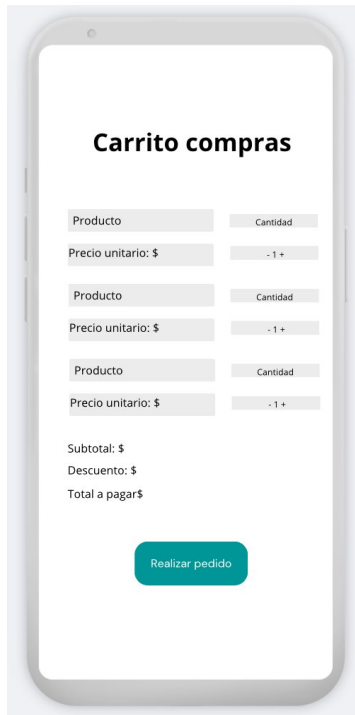 Carrito compras
Producto Cantidad
Precio unitario: $ - 1 +
Producto Cantidad
Precio unitario: $ - 1 +
Producto Cantidad
Precio unitario: $ - 1 +
Subtotal: $
Descuento: $
Total a pagar$
Realizar pedido